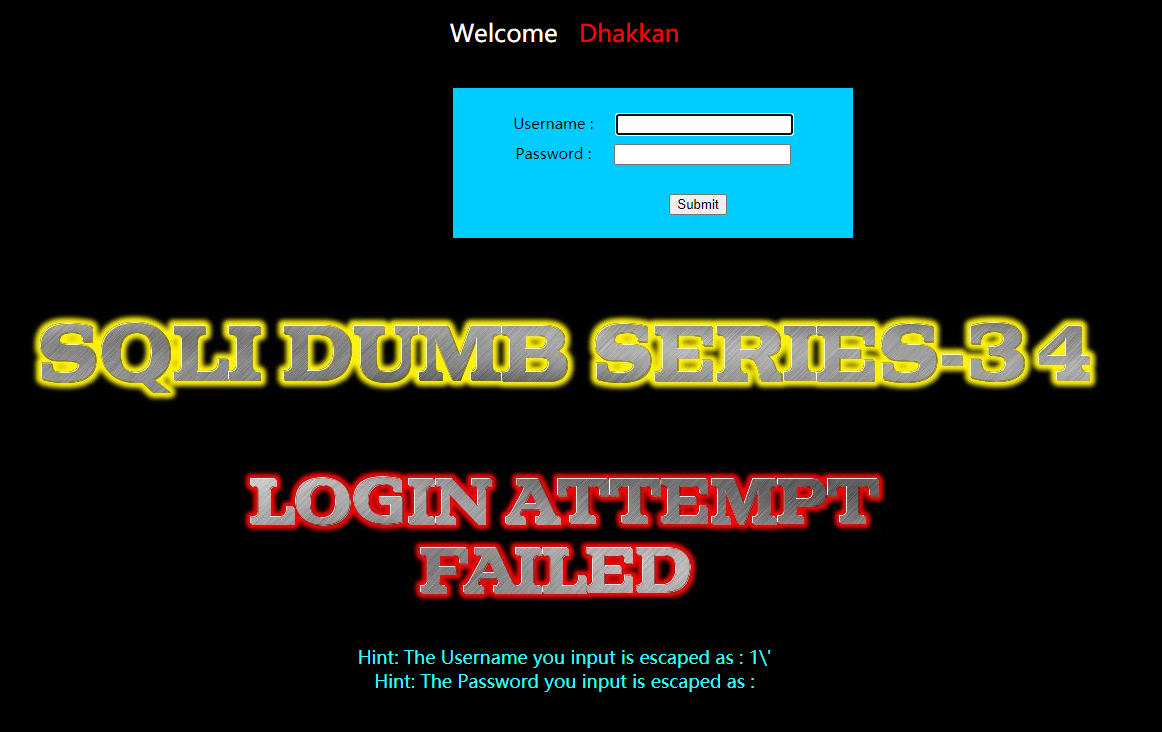 Welcome Dhakkan
Username :
Password :
Submit
SQLI DUMB SERIES-34
LOGIN ATTEMPT
FAILED
Hint: The Username you input is escaped as : 1\'
Hint: The Password you input is escaped as :